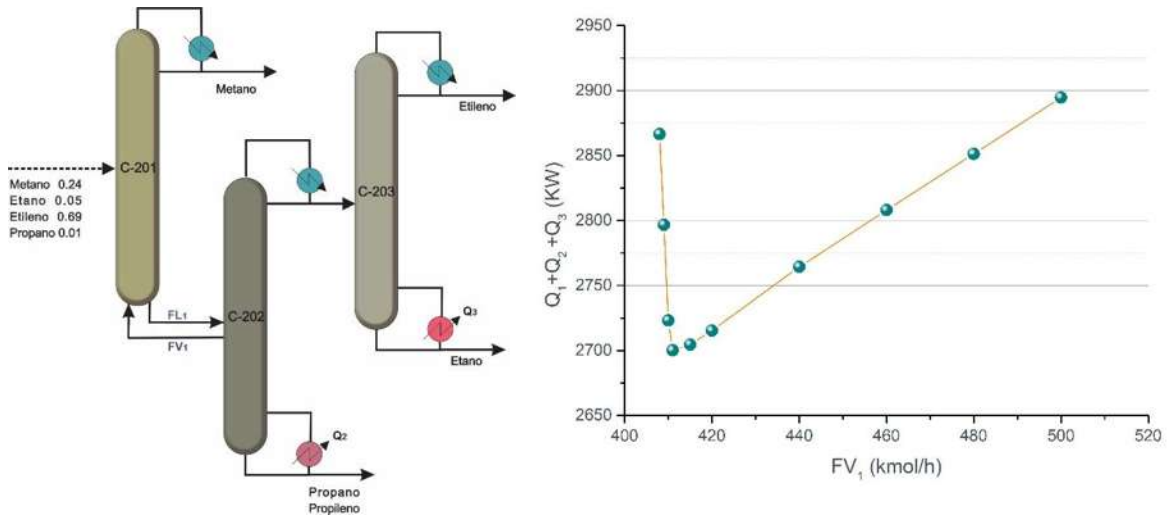 C-201
Metano
Metano 0.24
Etano 0.05
Etileno 0.69
Propano 0.01
FL1
FV1
C-202
Q2
Propano
Propileno
C-203
Etileno
Q3
Etano
Q1+Q2 +Q3 (KW)
2950
2900
2850
2800
2750
2700
2650
400 420 440 460 480 500 520
FV1 (kmol/h)